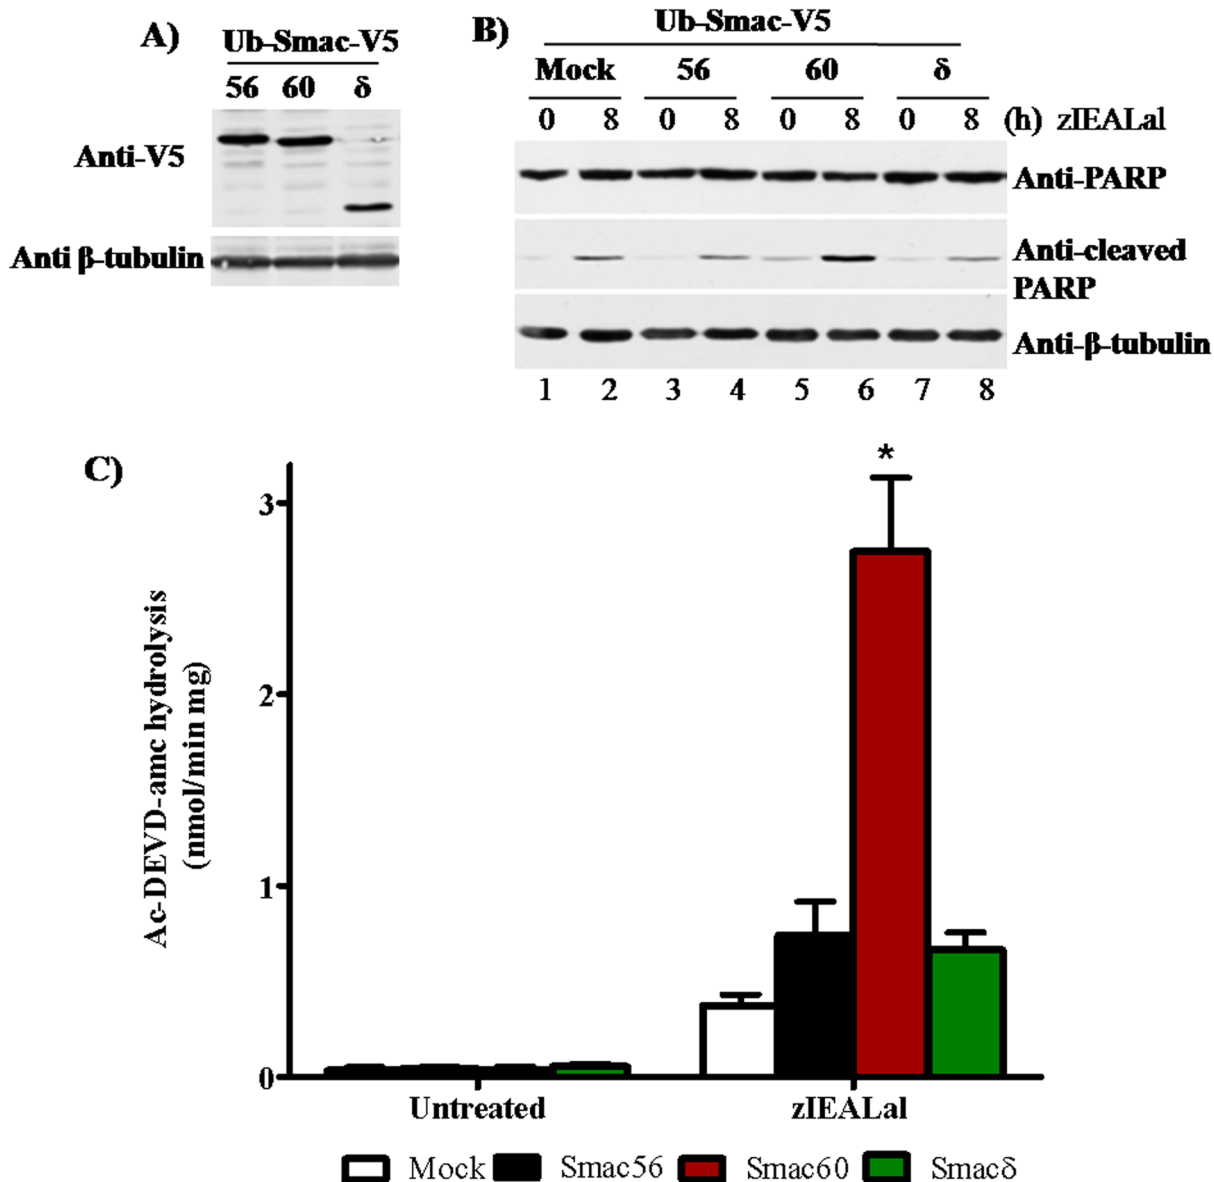 A)
Ub-Smac-V5
56 60 δ
Anti-V5
Anti β-tubulin
B)
Ub-Smac-V5
Mock 56 60 δ
0 8 0 8 0 8 0 8 (h) zIEALal
Anti-PARP
Anti-cleaved
PARP
Anti-β-tubulin
1 2 3 4 5 6 7 8
C)
*
3
2
1
0
Ac-DEVD-amc hydrolysis
(nmol/min mg)
Untreated zIEALal
Mock Smac56 Smac60 Smacδ